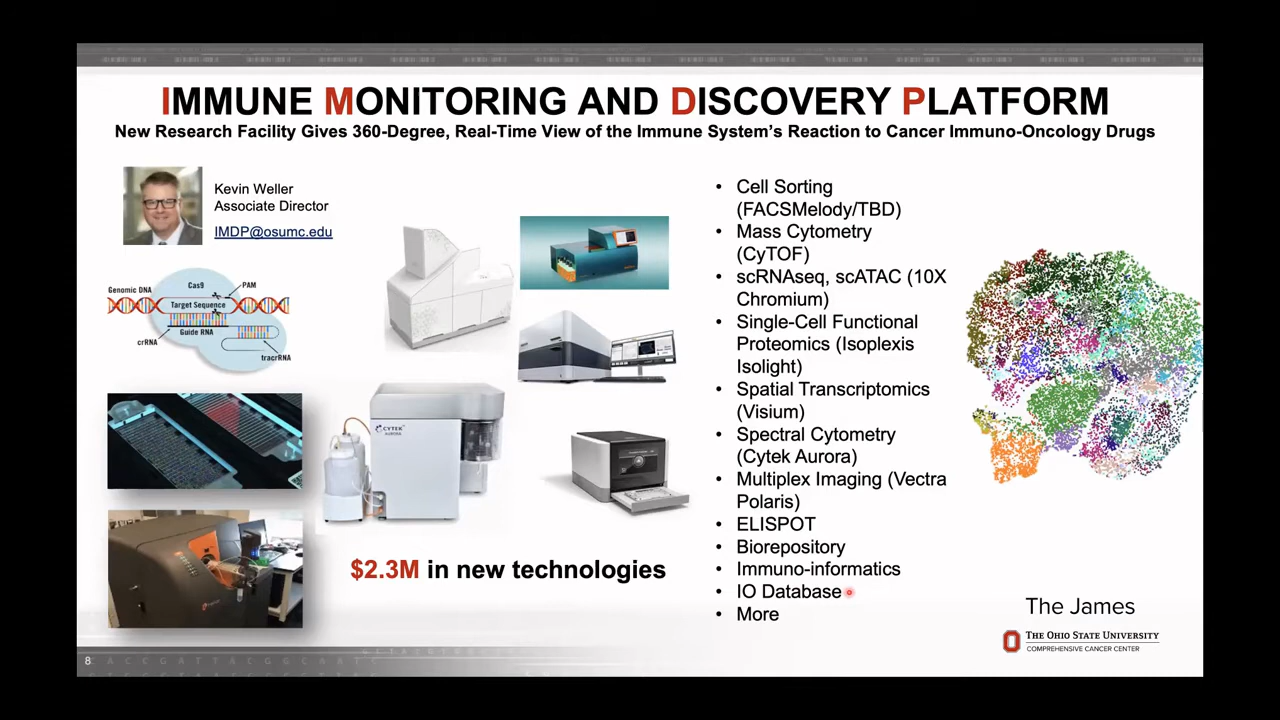 IMMUNE MONITORING AND DISCOVERY PLATFORM
New Research Facility Gives 360-Degree, Real-Time View of the Immune System's Reaction to Cancer Immuno-Oncology Drugs
Kevin Weller
Associate Director
IMDP@osumc.edu
Cas9
PAM
Genomic DNA
Target Sequence
Guide RNA
crRNA
tracrRNA
CYTEK
AURORA
$2.3M in new technologies
• Cell Sorting
(FACSMelody/TBD)
• Mass Cytometry
(CyTOF)
• scRNAseq, scATAC (10X
Chromium)
• Single-Cell Functional
Proteomics (Isoplexis
Isolight)
• Spatial Transcriptomics
(Visium)
• Spectral Cytometry
(Cytek Aurora)
• Multiplex Imaging (Vectra
Polaris)
• ELISPOT
• Biorepository
• Immuno-informatics
• IO Database
• More
The James
THE OHIO STATE UNIVERSITY
COMPREHENSIVE CANCER CENTER
8